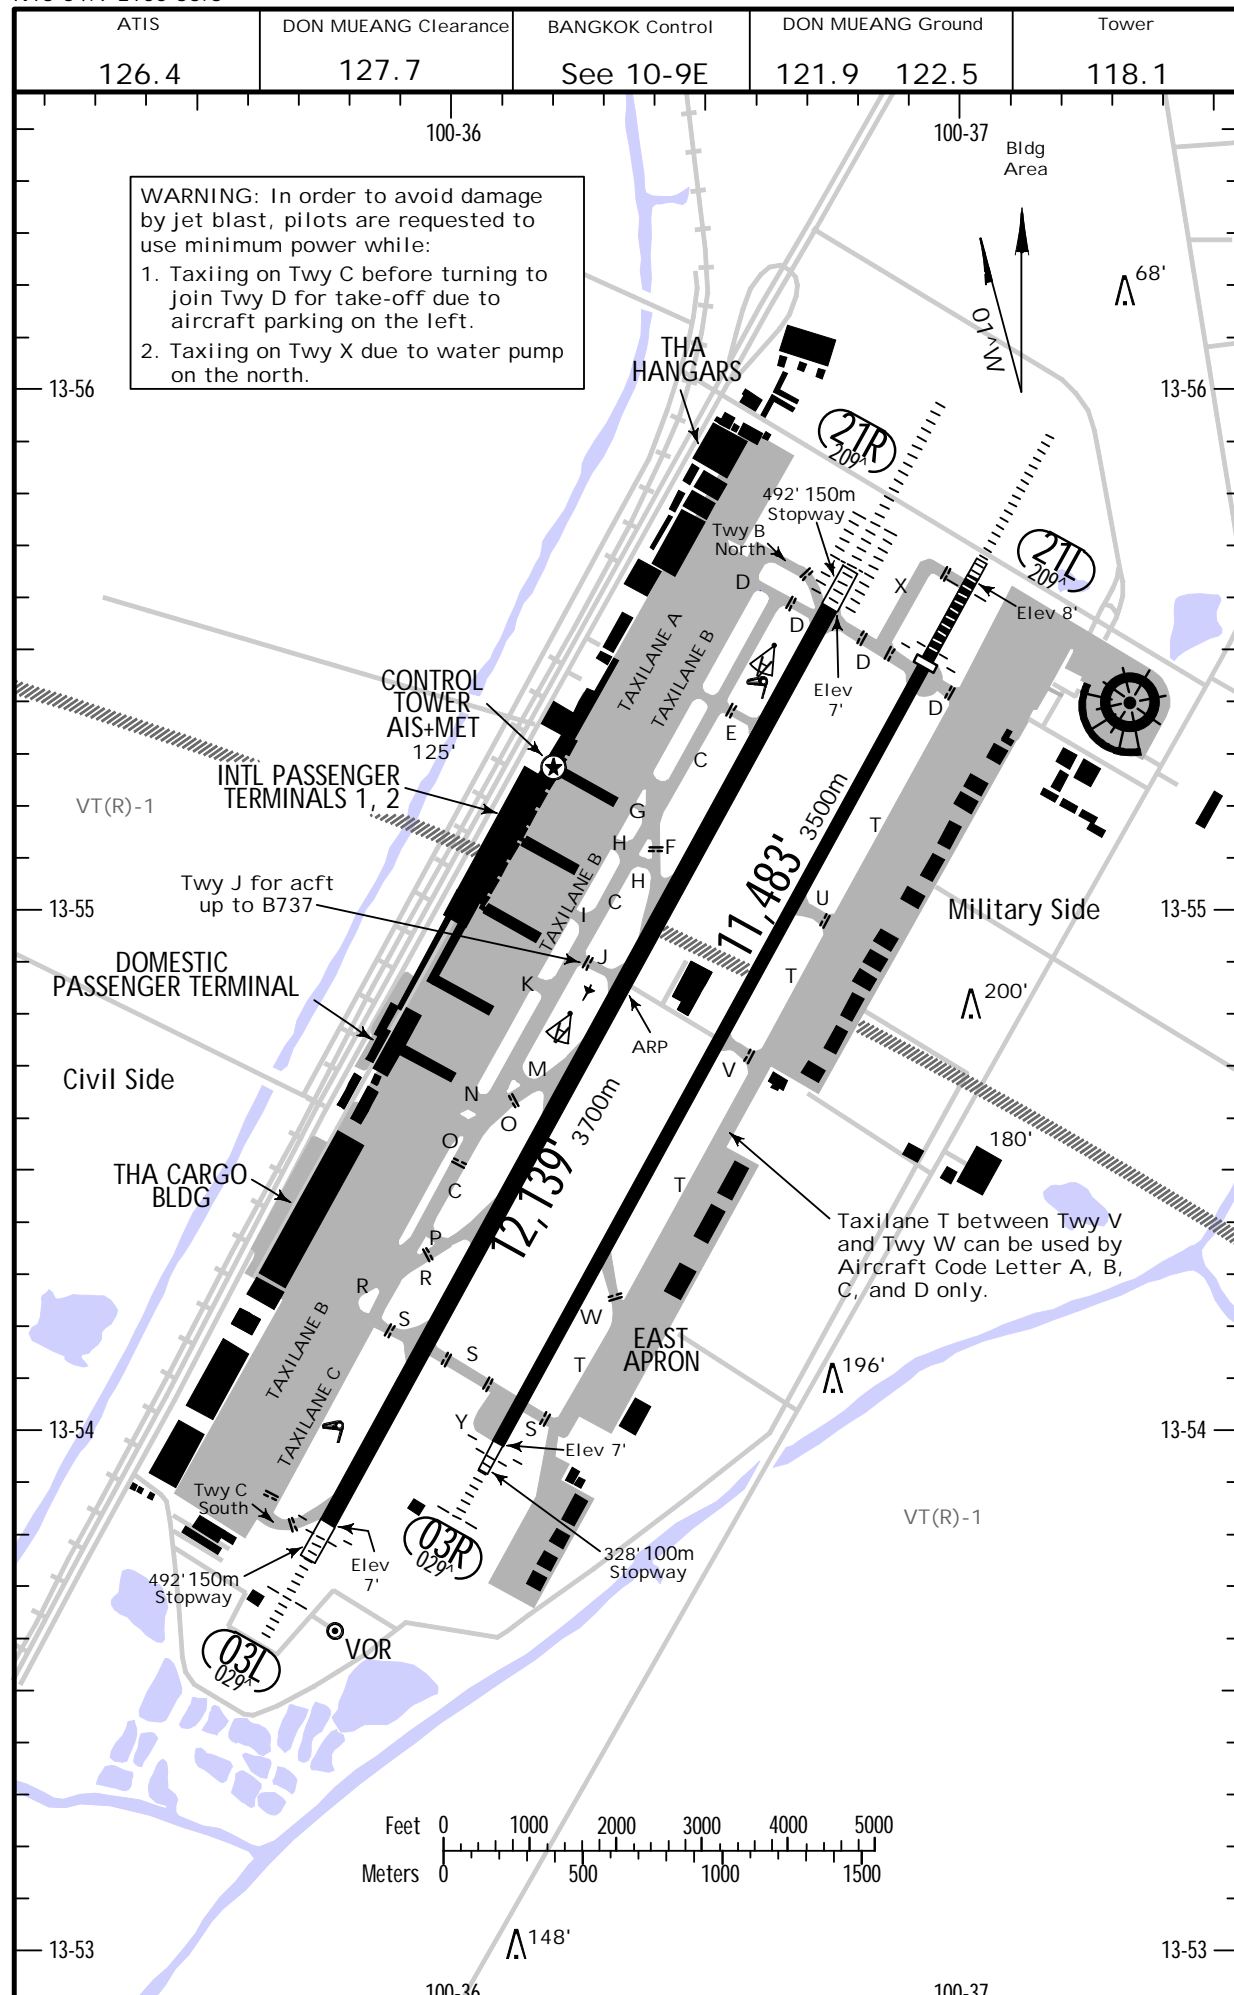 ATIS
126.4
DON MUEANG Clearance
127.7
BANGKOK Control
See 10-9E
DON MUEANG Ground
121.9 122.5
Tower
118.1
100-36
100-37
Bldg
Area
WARNING: In order to avoid damage
by jet blast, pilots are requested to
use minimum power while:
1. Taxiing on Twy C before turning to
join Twy D for take-off due to
aircraft parking on the left.
2. Taxiing on Twy X due to water pump
on the north.
68'
01^W
THA
HANGARS
13-56
13-56
21R
209^
492' 150m
Stopway
Twy B
North
21L
209^
D
X
Elev 8'
D
D
D
TAXILANE A
TAXILANE B
Elev
7'
CONTROL
TOWER
AIS+MET
125'
E
C
INTL PASSENGER
TERMINALS 1, 2
VT(R)-1
G
H
F
3500m
11,483'
T
Twy J for acft
up to B737
TAXILANE B
H
C
I
U
13-55
Military Side
13-55
DOMESTIC
PASSENGER TERMINAL
J
K
T
200'
ARP
Civil Side
M
V
N
O
3700m
12,139'
O
180'
THA CARGO
BLDG
C
T
Taxilane T between Twy V
and Twy W can be used by
Aircraft Code Letter A, B,
C, and D only.
P
R
R
S
W
TAXILANE B
EAST
APRON
S
T
196'
TAXILANE C
Y
S
13-54
Elev 7'
13-54
Twy C
South
VT(R)-1
03R
029^
Elev
7'
328' 100m
Stopway
492' 150m
Stopway
03L
029^
VOR
Feet 0 1000 2000 3000 4000 5000
Meters 0 500 1000 1500
148'
13-53
13-53
100-36
100-37